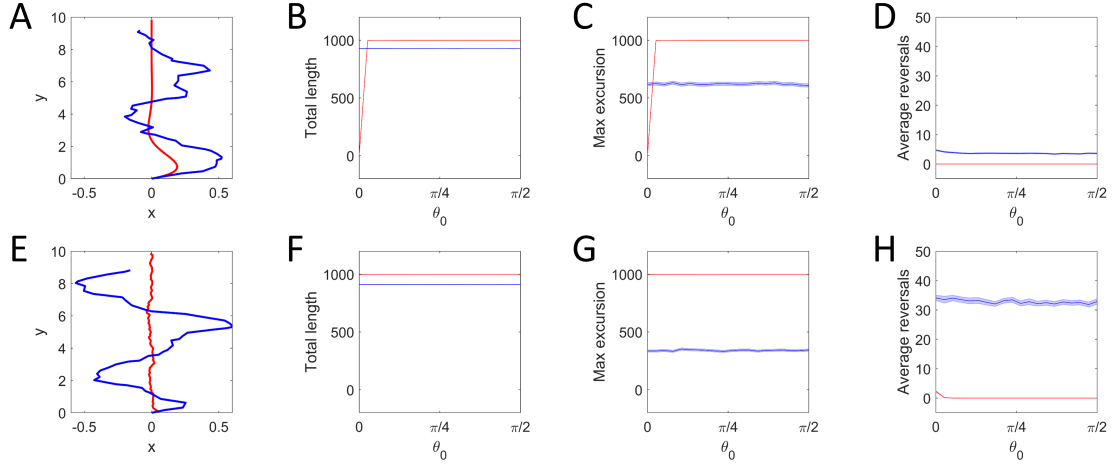 A
10
8
6
4
2
0
y
-0.5
0
0.5
x
B
1000
500
0
Total length
0
π/4
π/2
θ0
C
1000
500
0
Max excursion
0
π/4
π/2
θ0
D
50
40
30
20
10
0
Average reversals
0
π/4
π/2
θ0
E
10
8
6
4
2
0
y
-0.5
0
0.5
x
F
1000
500
0
Total length
0
π/4
π/2
θ0
G
1000
500
0
Max excursion
0
π/4
π/2
θ0
H
50
40
30
20
10
0
Average reversals
0
π/4
π/2
θ0